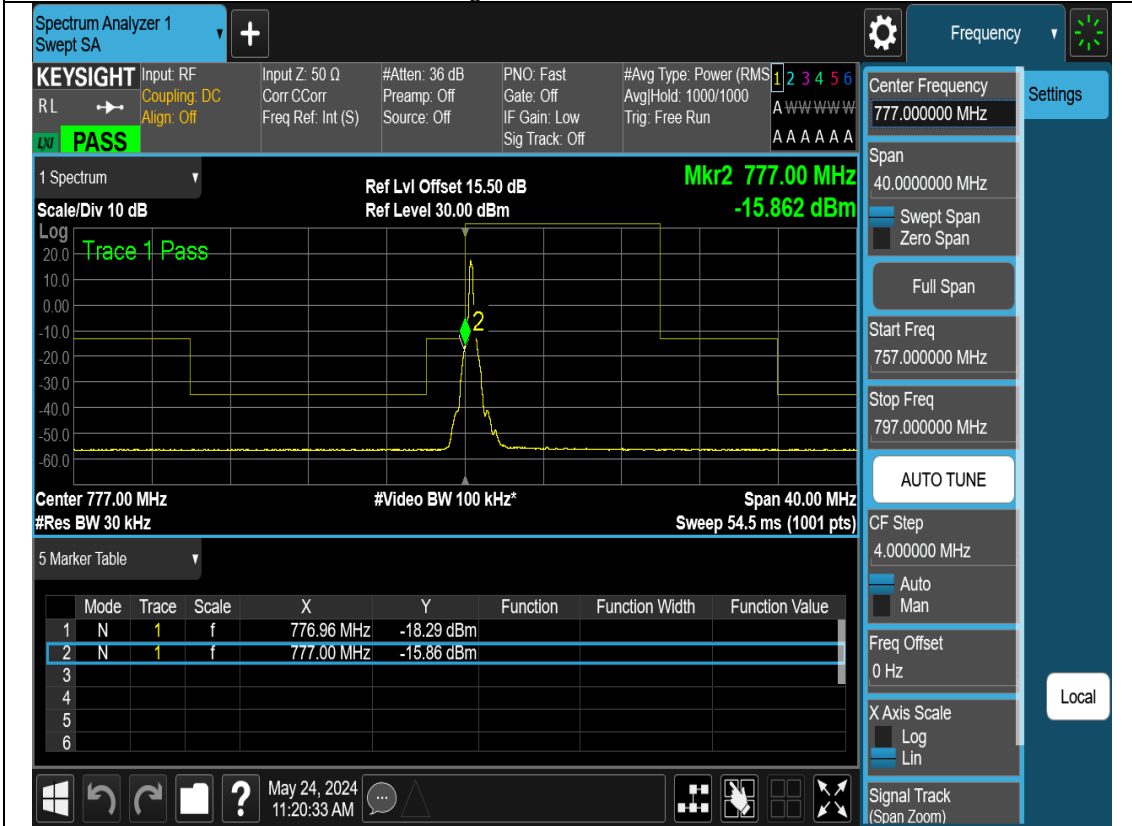 Spectrum Analyzer 1
Swept SA
+
Frequency
KEYSIGHT
RL
LXI
PASS
Input: RF
Coupling: DC
Align: Off
Input Z: 50 Ω
Corr CCorr
Freq Ref: Int (S)
#Atten: 36 dB
Preamp: Off
Source: Off
PNO: Fast
Gate: Off
IF Gain: Low
Sig Track: Off
#Avg Type: Power (RMS
Avg|Hold: 1000/1000
Trig: Free Run
1 2 3 4 5 6
A W W W W W
A A A A A A
1 Spectrum
Scale/Div 10 dB
Ref Lvl Offset 15.50 dB
Ref Level 30.00 dBm
Mkr2 777.00 MHz
-15.862 dBm
Log
Trace 1 Pass
20.0
10.0
0.00
-10.0
-20.0
-30.0
-40.0
-50.0
-60.0
2
Center 777.00 MHz
#Video BW 100 kHz*
Span 40.00 MHz
#Res BW 30 kHz
Sweep 54.5 ms (1001 pts)
5 Marker Table
Mode Trace Scale X Y Function Function Width Function Value
1 N 1 f 776.96 MHz -18.29 dBm
2 N 1 f 777.00 MHz -15.86 dBm
3
4
5
6
?
May 24, 2024
11:20:33 AM
Center Frequency
777.000000 MHz
Settings
Span
40.0000000 MHz
Swept Span
Zero Span
Full Span
Start Freq
757.000000 MHz
Stop Freq
797.000000 MHz
AUTO TUNE
CF Step
4.000000 MHz
Auto
Man
Freq Offset
0 Hz
Local
X Axis Scale
Log
Lin
Signal Track
(Span Zoom)